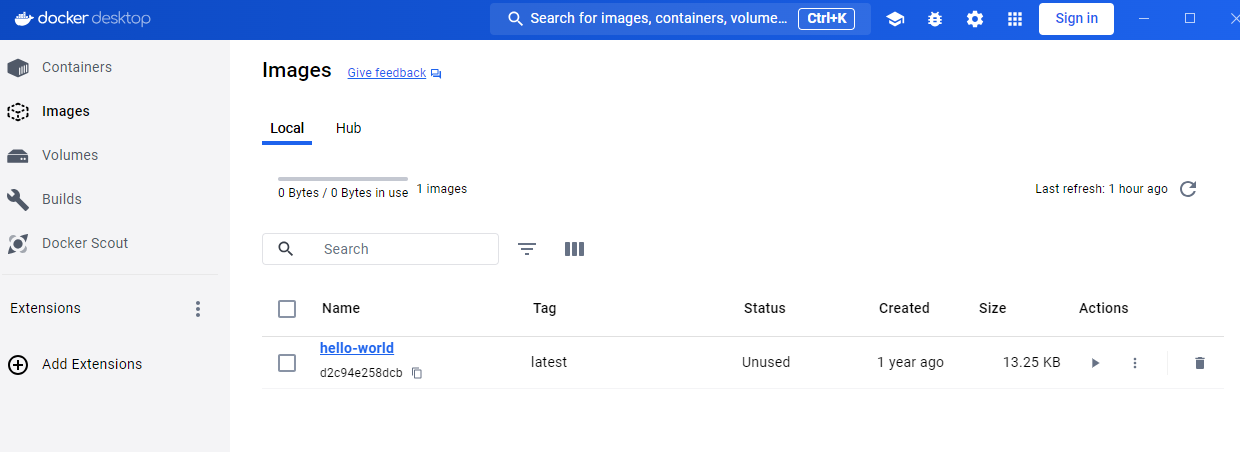 docker desktop
Search for images, containers, volume... Ctrl+K
Sign in
Containers
Images
Volumes
Builds
Docker Scout
Extensions
Add Extensions
Images Give feedback
Local Hub
0 Bytes / 0 Bytes in use 1 images
Last refresh: 1 hour ago
Search
Name Tag Status Created Size Actions
hello-world latest Unused 1 year ago 13.25 KB
d2c94e258dcb